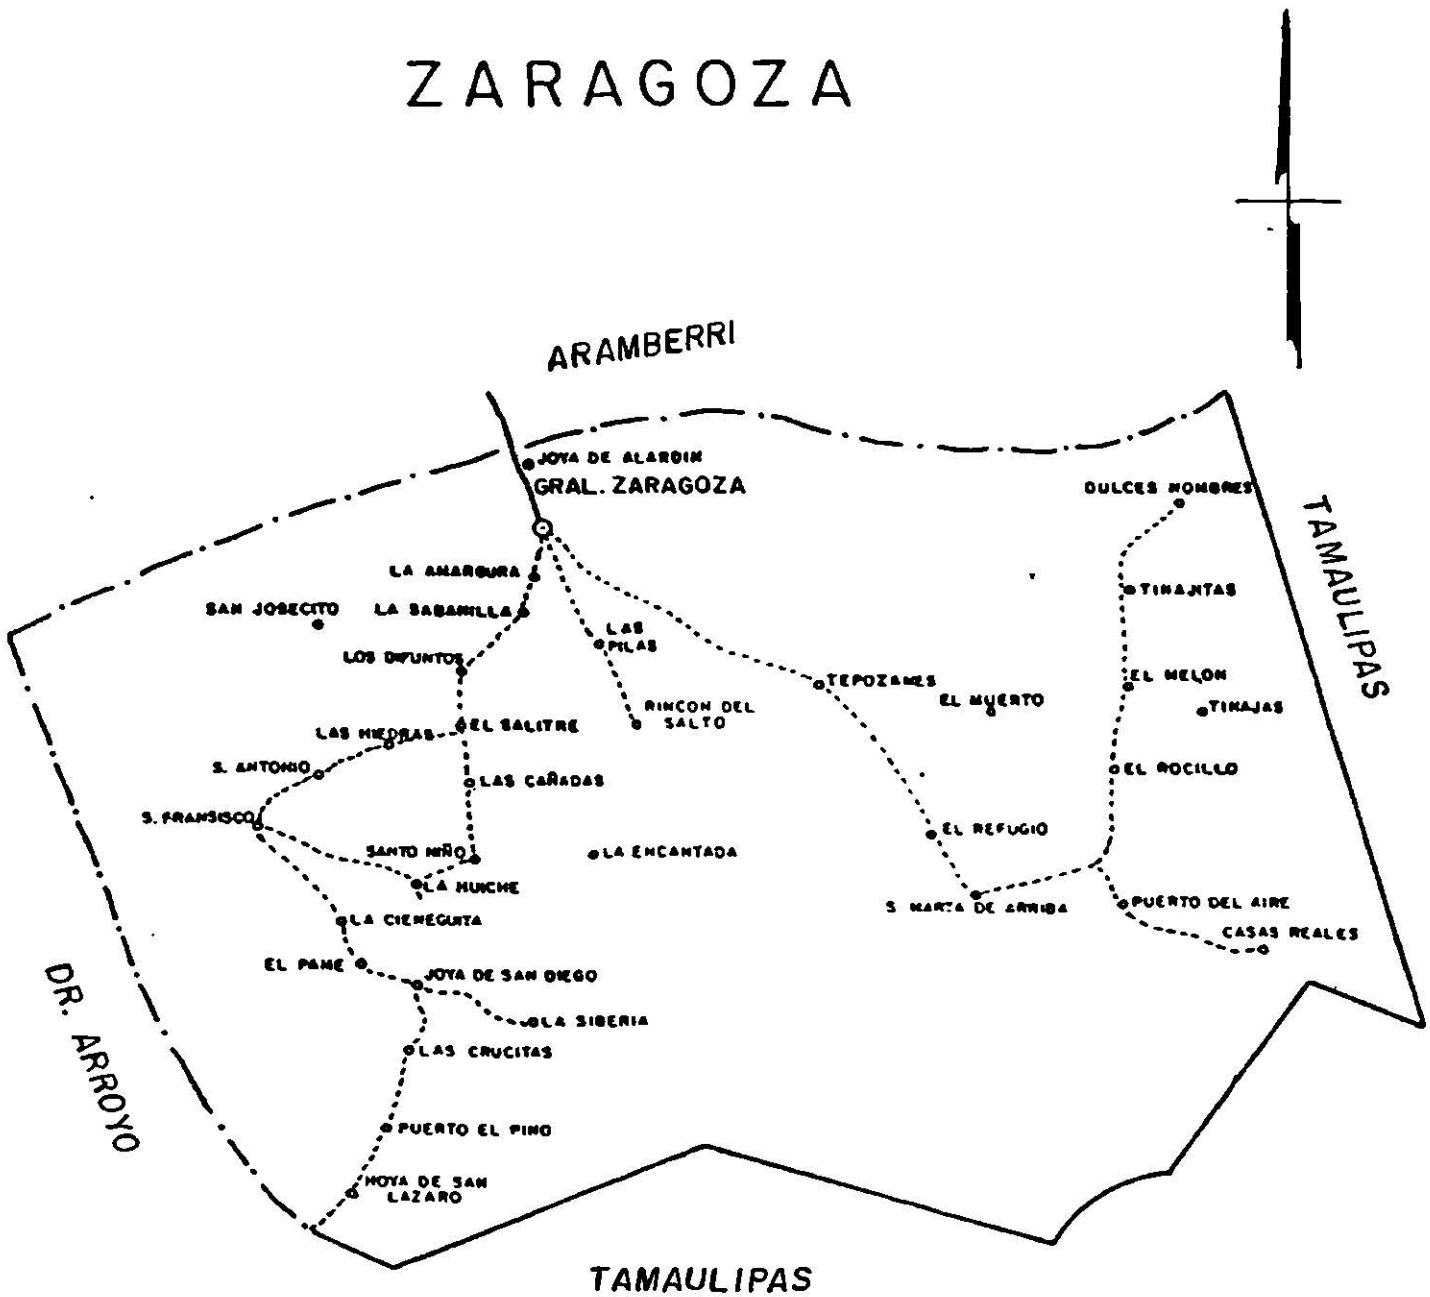 ZARAGOZA
ARAMBERRI
JOYA DE ALARDIN
GRAL. ZARAGOZA
DULCES NOMBRES
TAMAULIPAS
LA AMARGURA
TINAJITAS
SAN JOSECITO
LA SABANILLA
LAS
PILAS
LOS DIFUNTOS
TEPOZANES
EL MELON
EL MUERTO
TINAJAS
RINCON DEL
SALTO
LAS HIEDRAS
EL SALITRE
S. ANTONIO
LAS CAÑADAS
EL ROCILLO
S. FRANSISCO
EL REFUGIO
SANTO NIÑO
LA ENCANTADA
LA HUICHE
S. MARTA DE ARRIBA
PUERTO DEL AIRE
LA CIENEGUITA
CASAS REALES
EL PAME
JOYA DE SAN DIEGO
LA SIBERIA
DR. ARROYO
LAS CRUCITAS
PUERTO EL PINO
HOYA DE SAN
LAZARO
TAMAULIPAS